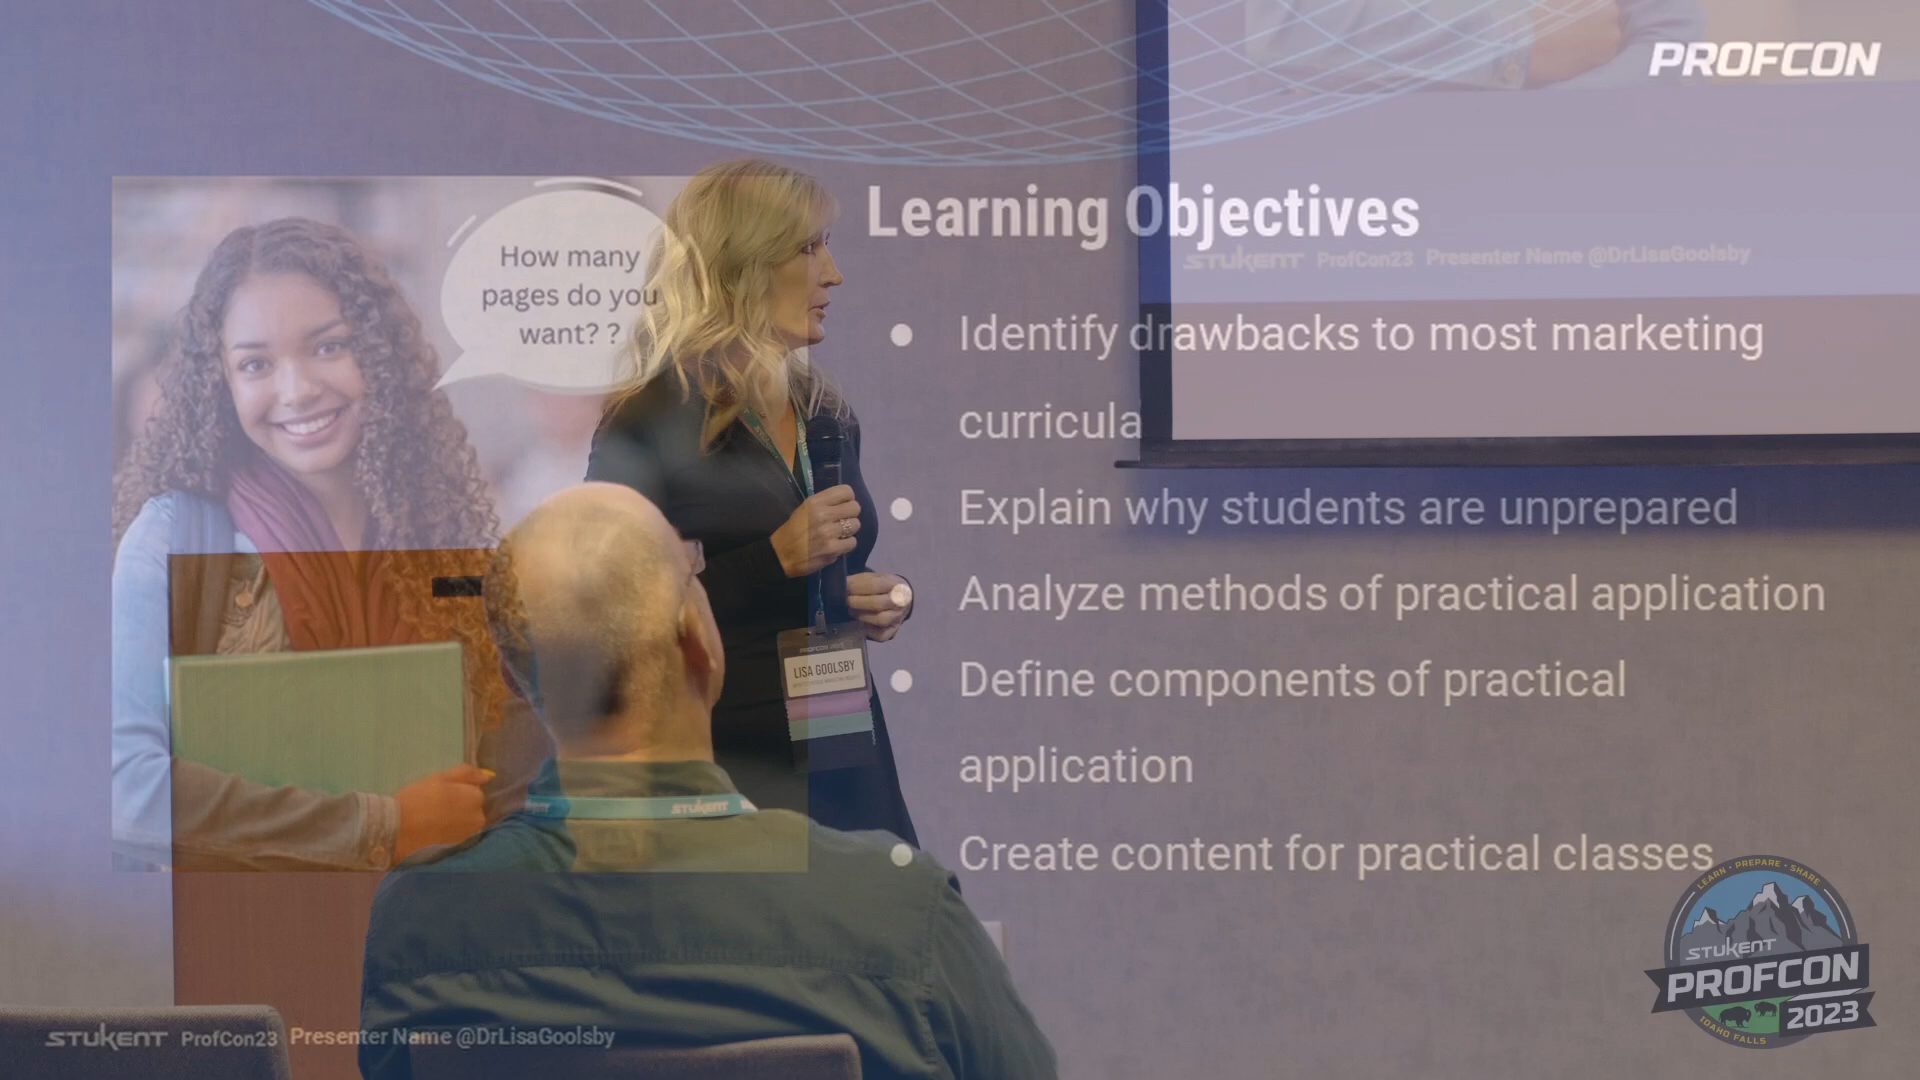 PROFCON
How many
pages do you
want? ?
Learning Objectives
STUKENT ProfCon23 Presenter Name @DrLisaGoolsby
● Identify drawbacks to most marketing
curricula
● Explain why students are unprepared
Analyze methods of practical application
● Define components of practical
application
● Create content for practical classes
LISA GOOLSBY
STUKENT
LEARN • PREPARE • SHARE
STUKENT
PROFCON
2023
IDAHO FALLS
STUKENT ProfCon23 Presenter Name @DrLisaGoolsby